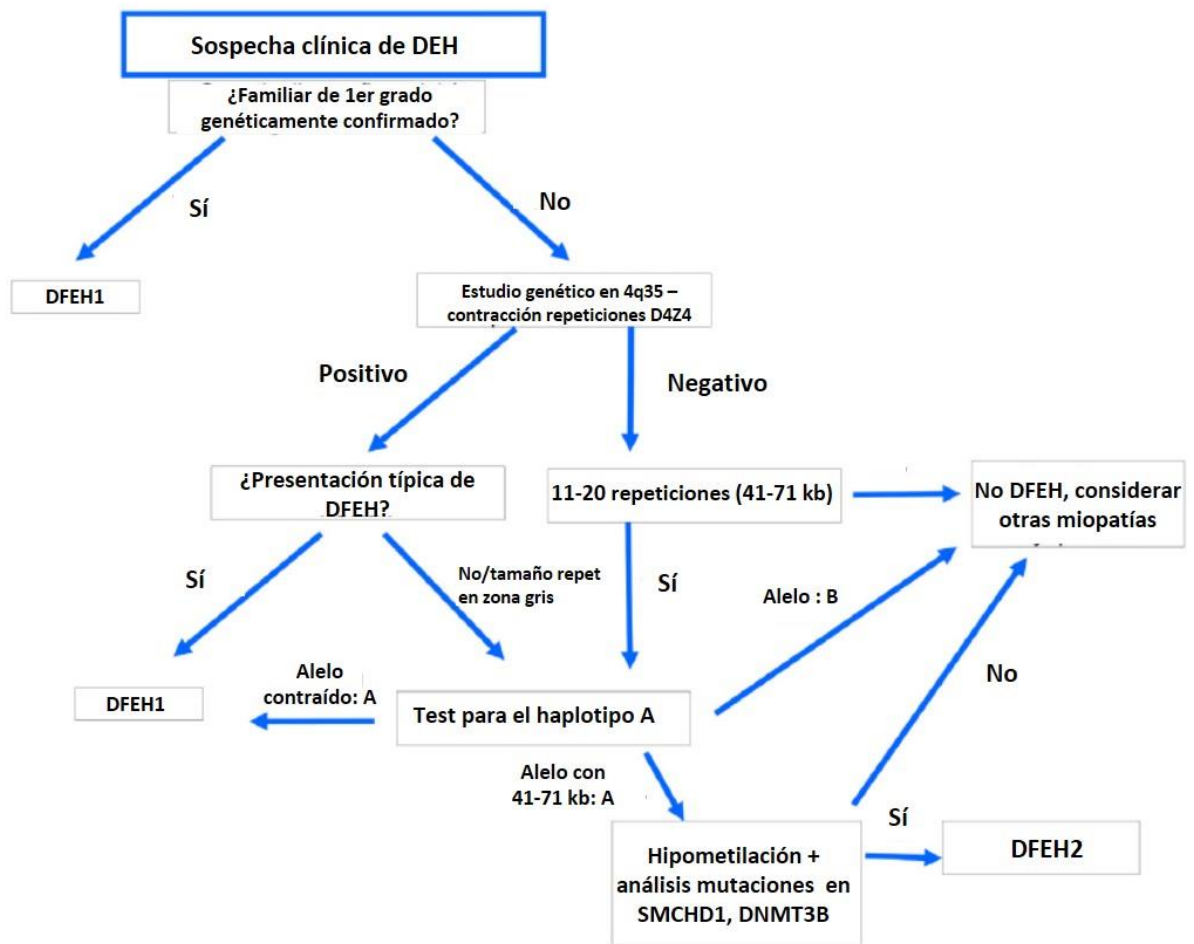 Sospecha clínica de DEH
¿Familiar de 1er grado
genéticamente confirmado?
Sí
No
DFEH1
Estudio genético en 4q35 –
contracción repeticiones D4Z4
Positivo
Negativo
¿Presentación típica de
DFEH?
11-20 repeticiones (41-71 kb)
No DFEH, considerar
otras miopatías
Sí
No/tamaño repet
en zona gris
Sí
Alelo : B
No
DFEH1
Alelo
contraído: A
Test para el haplotipo A
Alelo con
41-71 kb: A
Hipometilación +
análisis mutaciones en
SMCHD1, DNMT3B
Sí
DFEH2